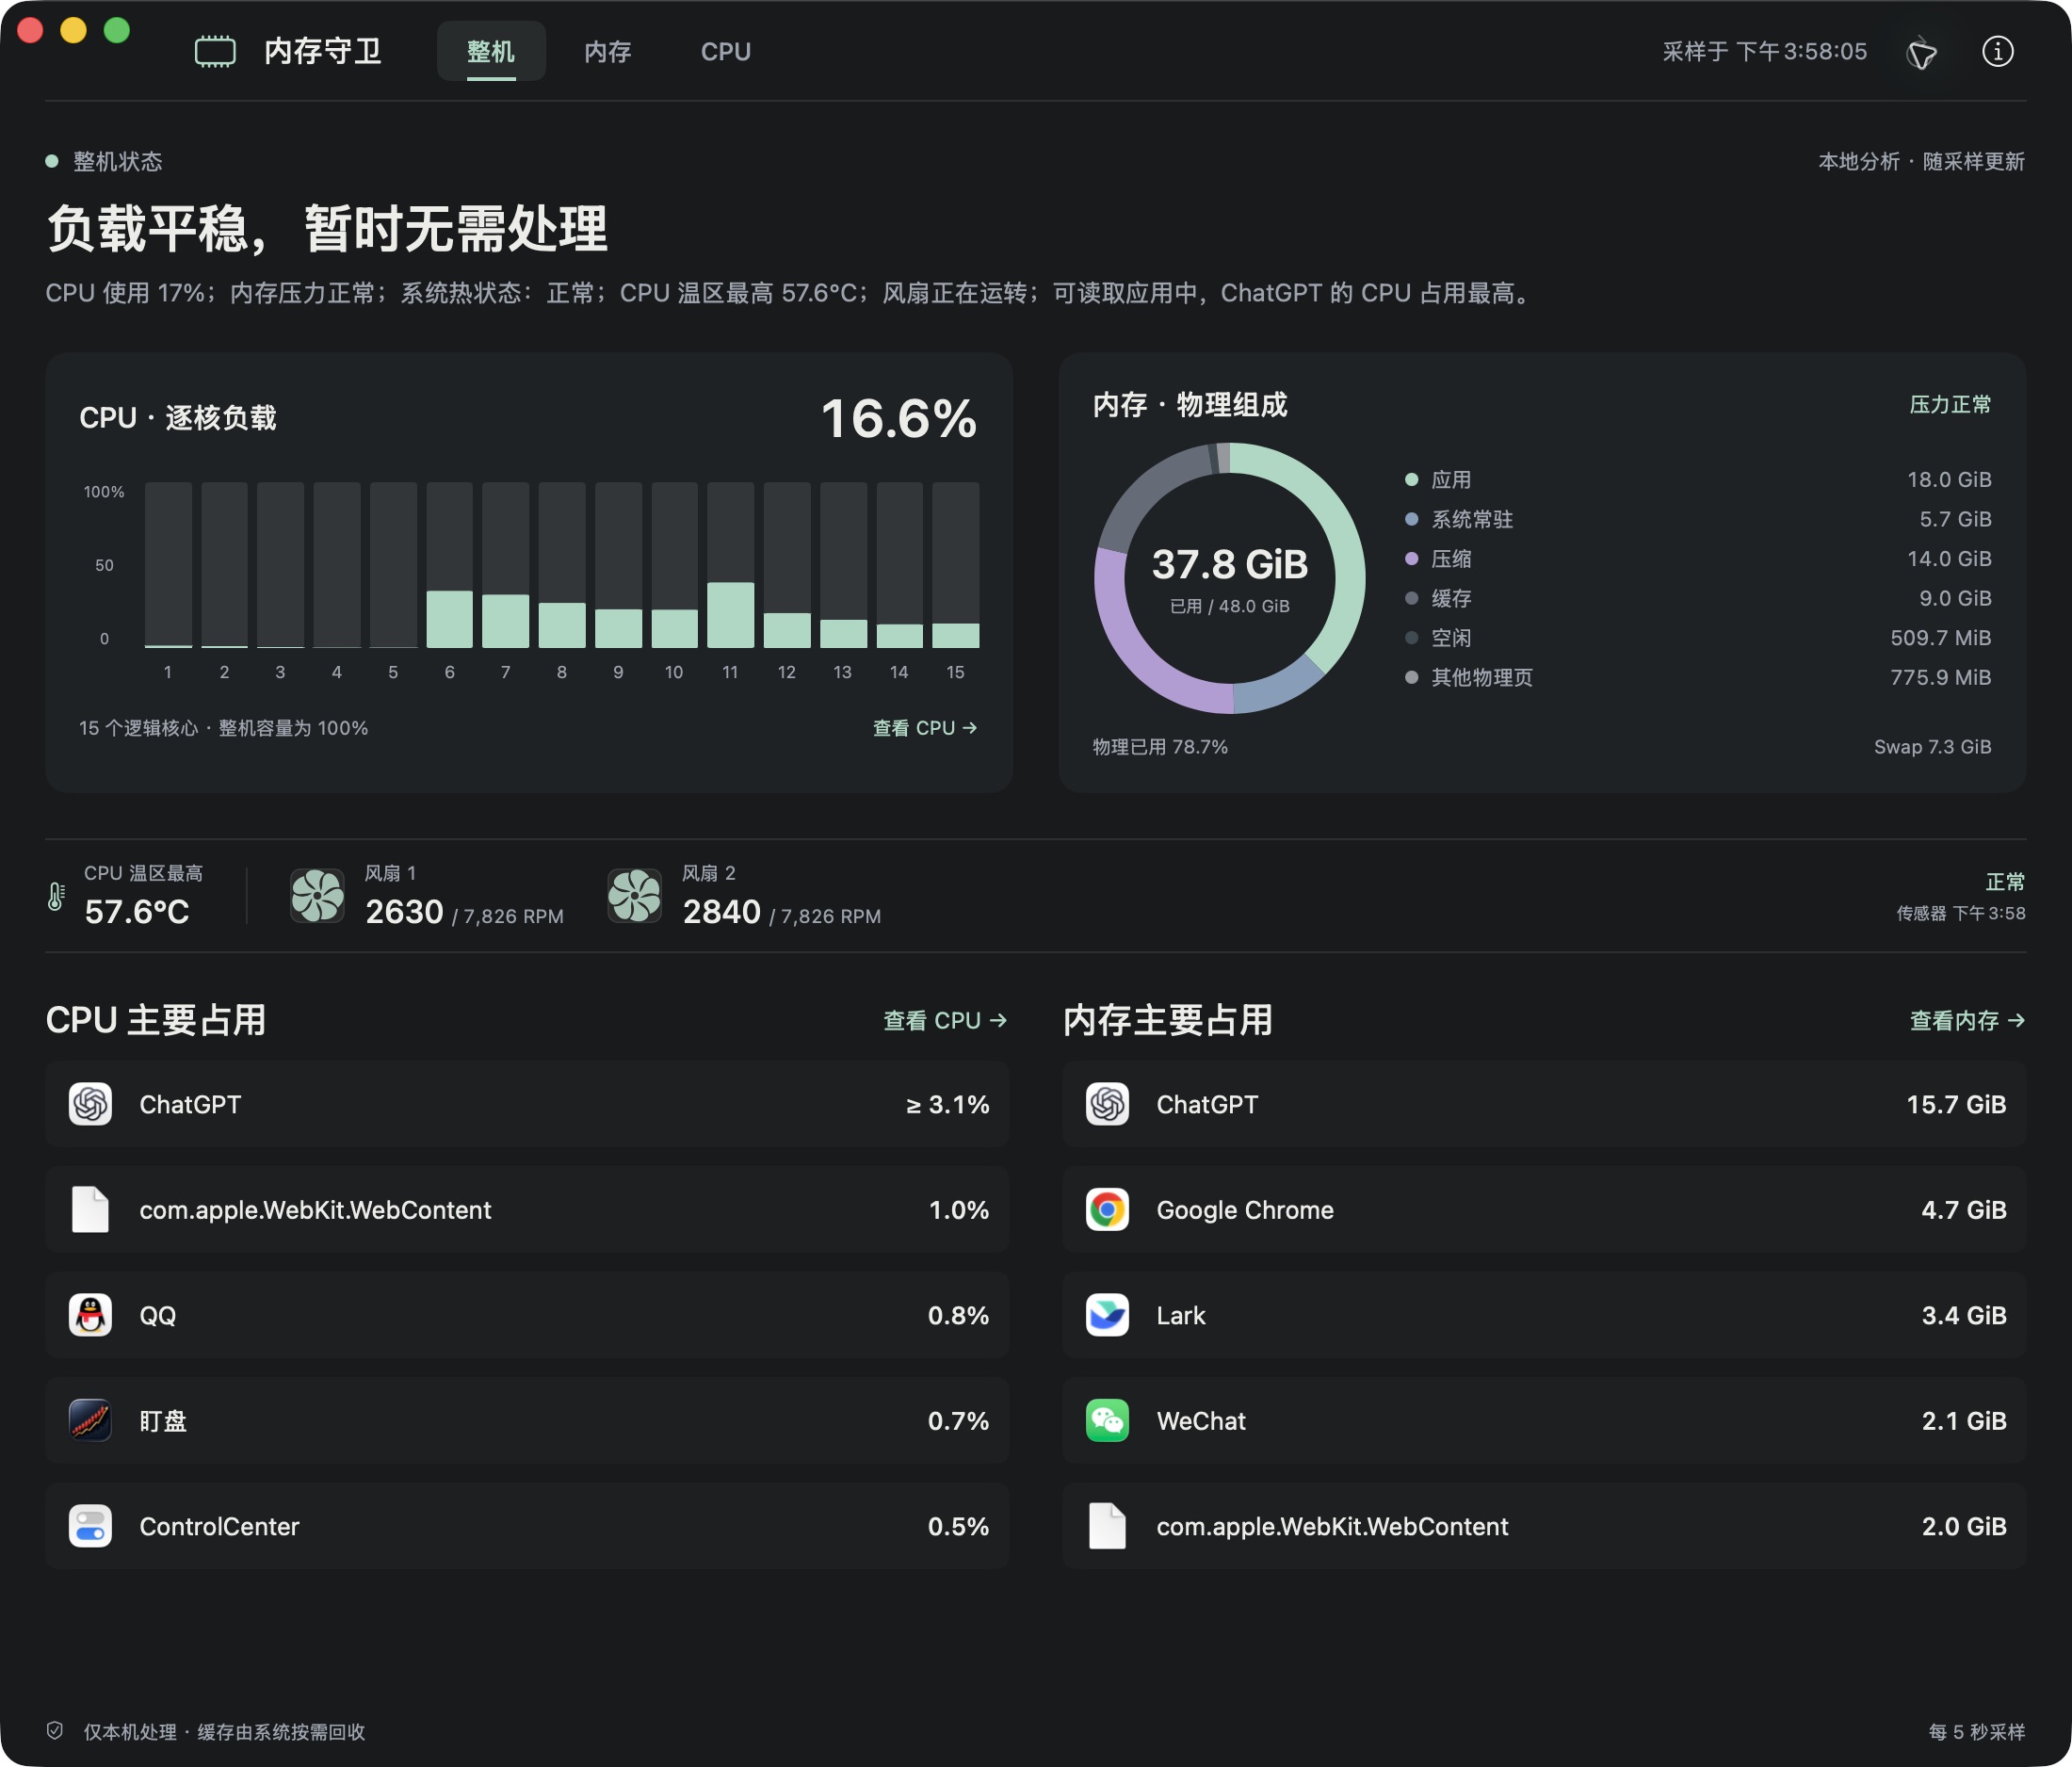 内存守卫
整机 内存 CPU
采样于 下午3:58:05
整机状态
本地分析 · 随采样更新
负载平稳，暂时无需处理
CPU 使用 17%；内存压力正常；系统热状态：正常；CPU 温区最高 57.6°C；风扇正在运转；可读取应用中，ChatGPT 的 CPU 占用最高。
CPU · 逐核负载
16.6%
100%
50
0
1 2 3 4 5 6 7 8 9 10 11 12 13 14 15
15 个逻辑核心 · 整机容量为 100%
查看 CPU →
内存 · 物理组成
压力正常
37.8 GiB
已用 / 48.0 GiB
应用 18.0 GiB
系统常驻 5.7 GiB
压缩 14.0 GiB
缓存 9.0 GiB
空闲 509.7 MiB
其他物理页 775.9 MiB
物理已用 78.7%
Swap 7.3 GiB
CPU 温区最高
57.6°C
风扇 1
2630 / 7,826 RPM
风扇 2
2840 / 7,826 RPM
正常
传感器 下午3:58
CPU 主要占用
查看 CPU →
ChatGPT ≥ 3.1%
com.apple.WebKit.WebContent 1.0%
QQ 0.8%
盯盘 0.7%
ControlCenter 0.5%
内存主要占用
查看内存 →
ChatGPT 15.7 GiB
Google Chrome 4.7 GiB
Lark 3.4 GiB
WeChat 2.1 GiB
com.apple.WebKit.WebContent 2.0 GiB
仅本机处理 · 缓存由系统按需回收
每 5 秒采样